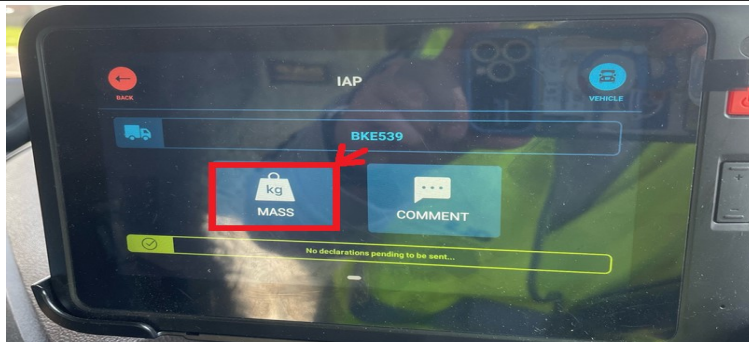 IAP
BACK
VEHICLE
BKE539
kg
MASS
COMMENT
No declarations pending to be sent...